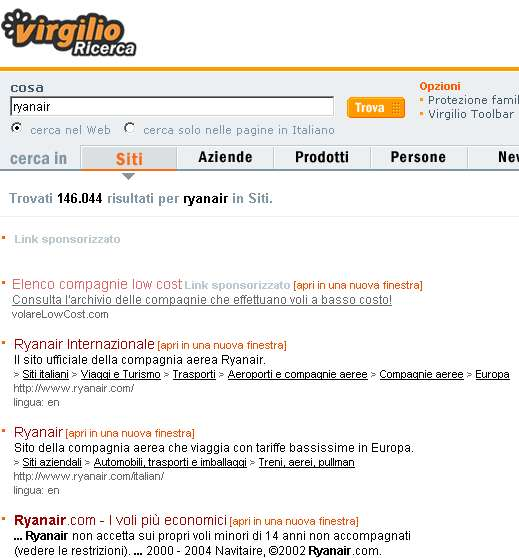 virgilio
Ricerca
cosa
ryanair
Trova
Opzioni
• Protezione fami
• Virgilio Toolbar
cerca nel Web cerca solo nelle pagine in Italiano
cerca in Siti Aziende Prodotti Persone Ne
Trovati 146.044 risultati per ryanair in Siti.
• Link sponsorizzato
• Elenco compagnie low cost Link sponsorizzato [apri in una nuova finestra]
Consulta l'archivio delle compagnie che effettuano voli a basso costo!
volareLowCost.com
• Ryanair Internazionale [apri in una nuova finestra]
Il sito ufficiale della compagnia aerea Ryanair.
> Siti italiani > Viaggi e Turismo > Trasporti > Aeroporti e compagnie aeree > Compagnie aeree > Europa
http://www.ryanair.com/
lingua: en
• Ryanair [apri in una nuova finestra]
Sito della compagnia aerea che viaggia con tariffe bassissime in Europa.
> Siti aziendali > Automobili, trasporti e imballaggi > Treni, aerei, pullman
http://www.ryanair.com/italian/
lingua: en
• Ryanair.com - I voli più economici [apri in una nuova finestra]
... Ryanair non accetta sui propri voli minori di 14 anni non accompagnati
(vedere le restrizioni). ... 2000 - 2004 Navitaire, ©2002 Ryanair.com.